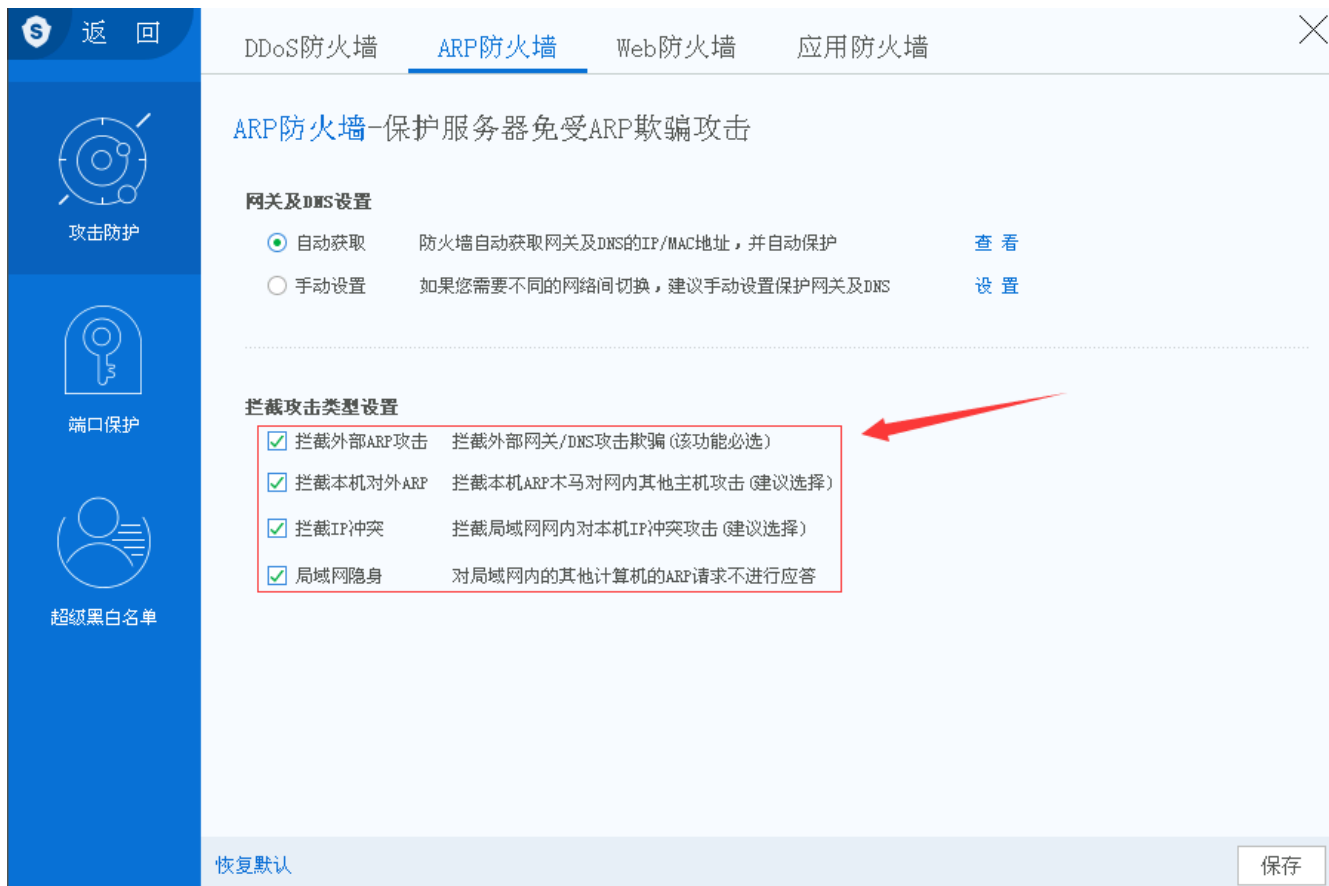 S 返 回
DDoS防火墙 ARP防火墙 Web防火墙 应用防火墙
ARP防火墙-保护服务器免受ARP欺骗攻击
攻击防护
网关及DNS设置
自动获取 防火墙自动获取网关及DNS的IP/MAC地址，并自动保护 查 看
手动设置 如果您需要不同的网络间切换，建议手动设置保护网关及DNS 设 置
端口保护
拦截攻击类型设置
拦截外部ARP攻击 拦截外部网关/DNS攻击欺骗(该功能必选)
拦截本机对外ARP 拦截本机ARP木马对网内其他主机攻击(建议选择)
拦截IP冲突 拦截局域网网内对本机IP冲突攻击(建议选择)
局域网隐身 对局域网内的其他计算机的ARP请求不进行应答
超级黑白名单
恢复默认 保存